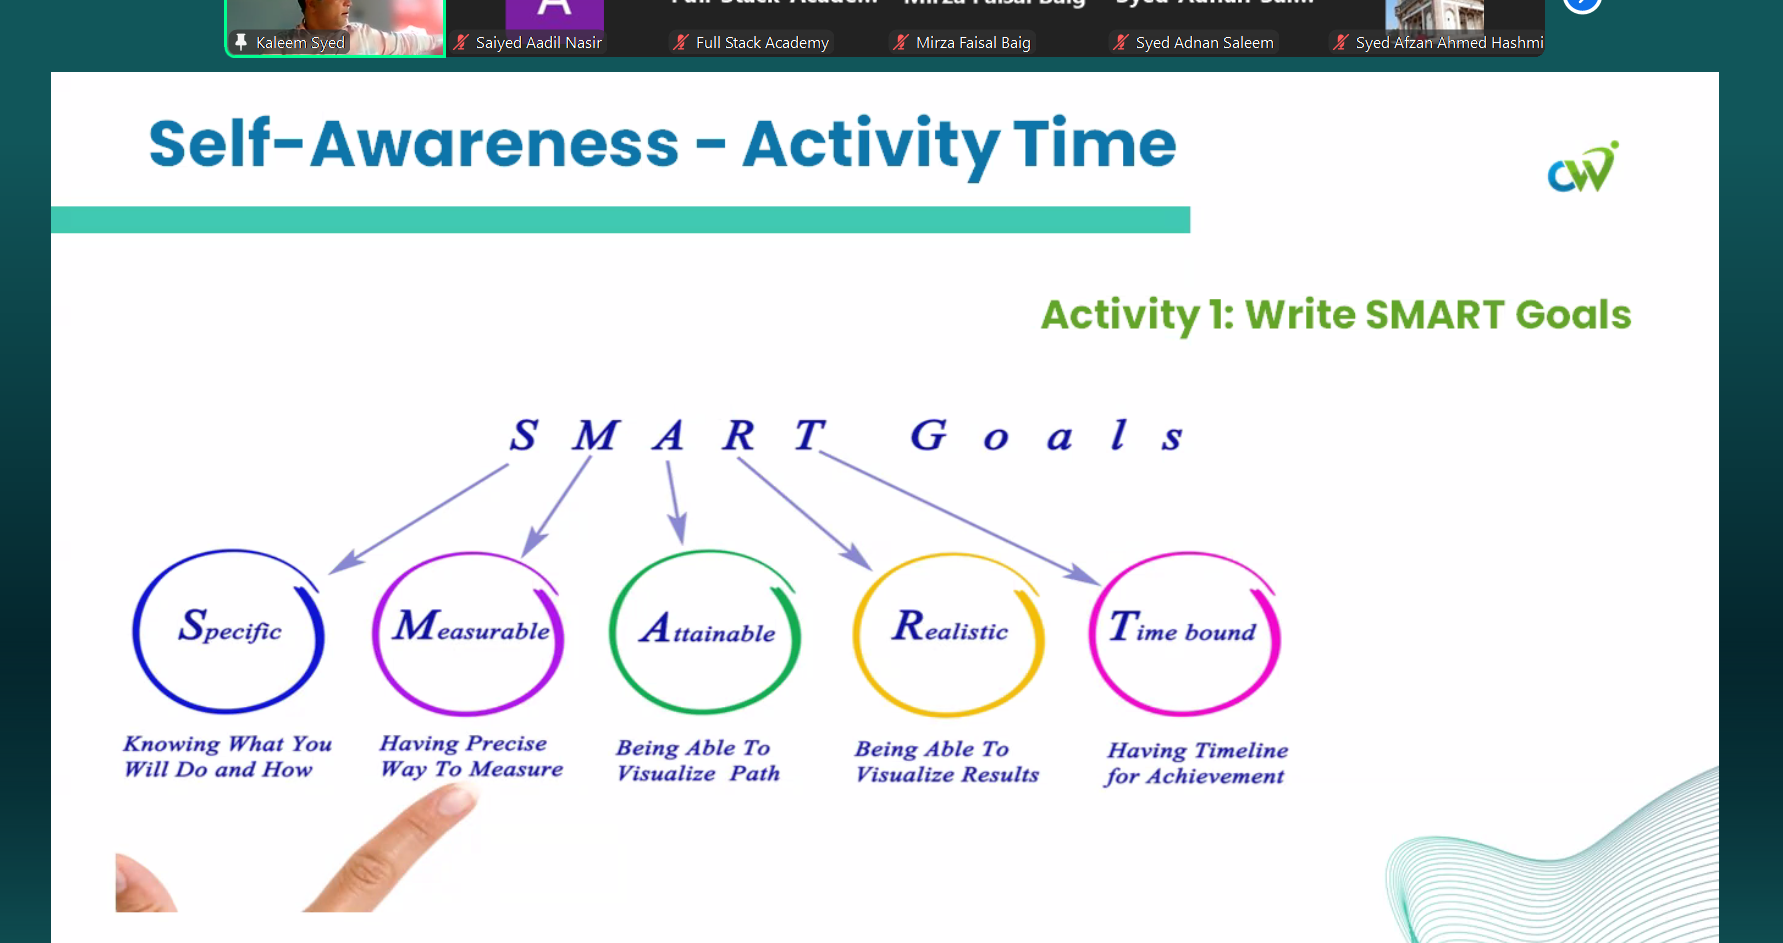 Kaleem Syed
Saiyed Aadil Nasir
Full Stack Academy
Mirza Faisal Baig
Syed Adnan Saleem
Syed Afzan Ahmed Hashmi
Self-Awareness - Activity Time
CW
Activity 1: Write SMART Goals
SMART Goals
Specific
Measurable
Attainable
Realistic
Time bound
Knowing What You
Will Do and How
Having Precise
Way To Measure
Being Able To
Visualize Path
Being Able To
Visualize Results
Having Timeline
for Achievement